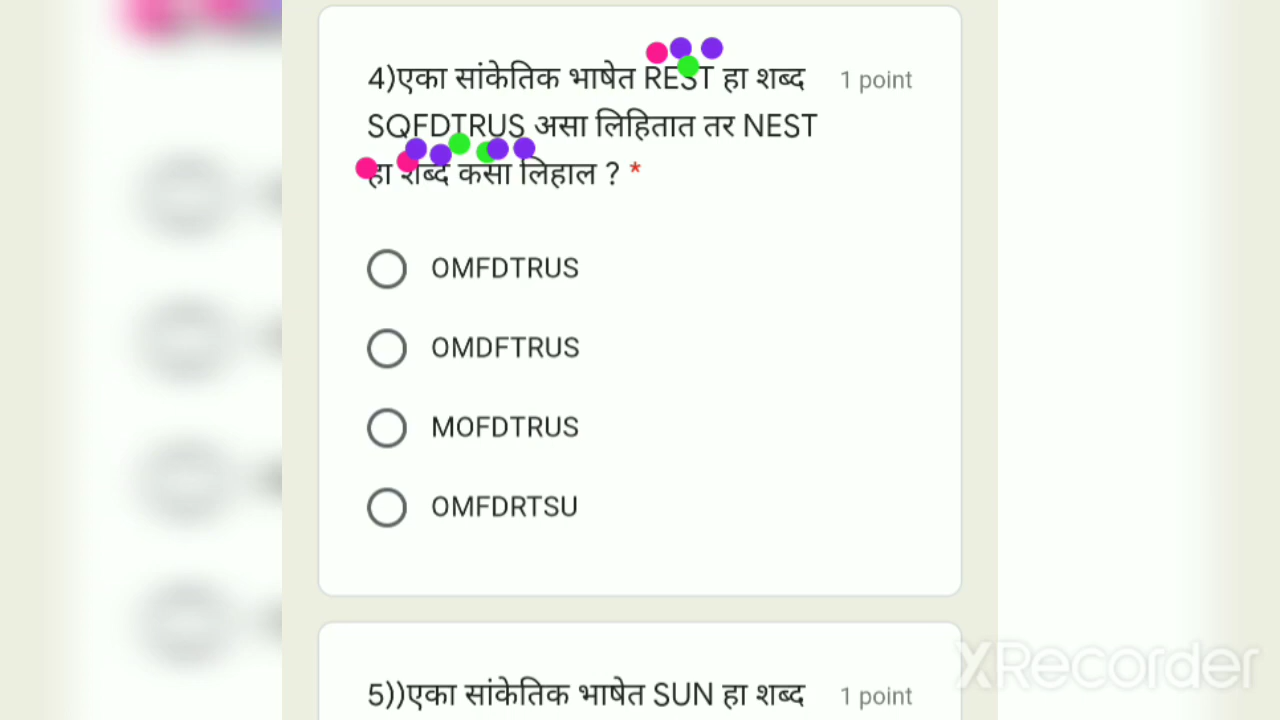 4)एका सांकेतिक भाषेत REST हा शब्द 1 point
SQFDTRUS असा लिहितात तर NEST
हा शब्द कसा लिहाल ? *
OMFDTRUS
OMDFTRUS
MOFDTRUS
OMFDRTSU
5))एका सांकेतिक भाषेत SUN हा शब्द 1 point
XRecorder